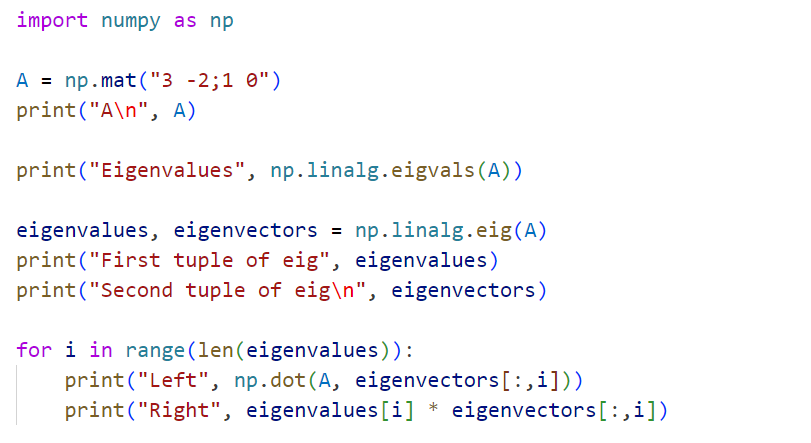 import numpy as np
A = np.mat("3 -2;1 0")
print("A\n", A)
print("Eigenvalues", np.linalg.eigvals(A))
eigenvalues, eigenvectors = np.linalg.eig(A)
print("First tuple of eig", eigenvalues)
print("Second tuple of eig\n", eigenvectors)
for i in range(len(eigenvalues)):
    print("Left", np.dot(A, eigenvectors[:,i]))
    print("Right", eigenvalues[i] * eigenvectors[:,i])